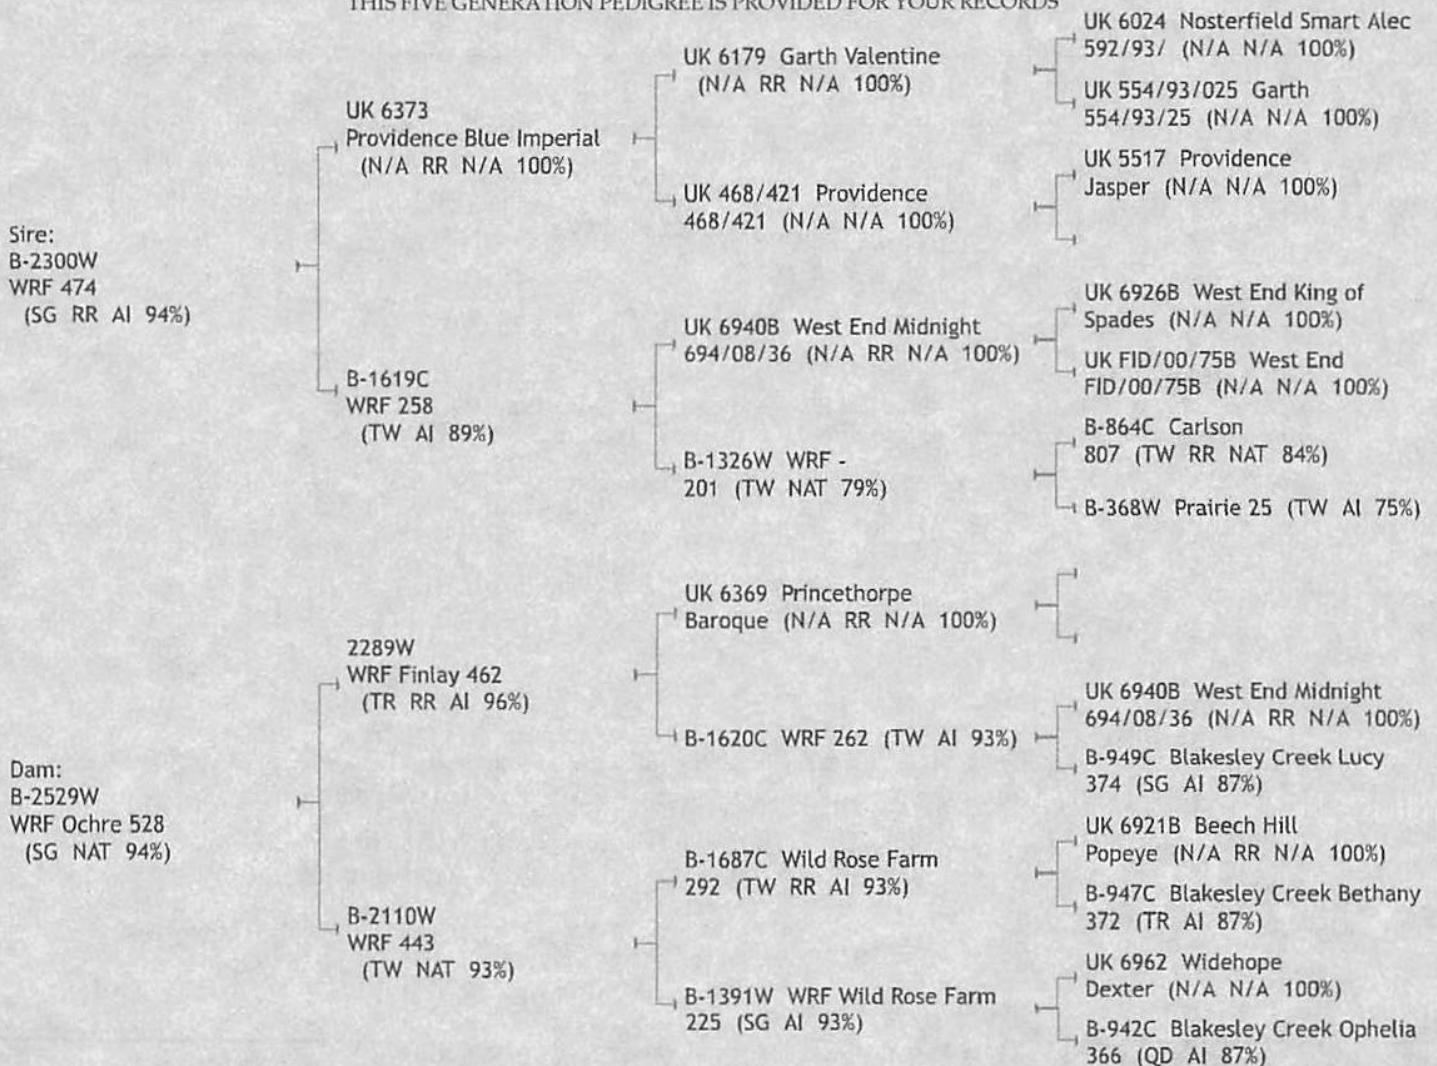 THIS FIVE GENERATION PEDIGREE IS PROVIDED FOR YOUR RECORDS
Sire:
B-2300W
WRF 474
(SG RR AI 94%)
UK 6373
Providence Blue Imperial
(N/A RR N/A 100%)
UK 6179 Garth Valentine
(N/A RR N/A 100%)
UK 6024 Nosterfield Smart Alec
592/93/ (N/A N/A 100%)
UK 554/93/025 Garth
554/93/25 (N/A N/A 100%)
UK 468/421 Providence
468/421 (N/A N/A 100%)
UK 5517 Providence
Jasper (N/A N/A 100%)
B-1619C
WRF 258
(TW AI 89%)
UK 6940B West End Midnight
694/08/36 (N/A RR N/A 100%)
UK 6926B West End King of
Spades (N/A N/A 100%)
UK FID/00/75B West End
FID/00/75B (N/A N/A 100%)
B-1326W WRF -
201 (TW NAT 79%)
B-864C Carlson
807 (TW RR NAT 84%)
B-368W Prairie 25 (TW AI 75%)
Dam:
B-2529W
WRF Ochre 528
(SG NAT 94%)
2289W
WRF Finlay 462
(TR RR AI 96%)
UK 6369 Princethorpe
Baroque (N/A RR N/A 100%)
B-1620C WRF 262 (TW AI 93%)
UK 6940B West End Midnight
694/08/36 (N/A RR N/A 100%)
B-949C Blakesley Creek Lucy
374 (SG AI 87%)
B-2110W
WRF 443
(TW NAT 93%)
B-1687C Wild Rose Farm
292 (TW RR AI 93%)
UK 6921B Beech Hill
Popeye (N/A RR N/A 100%)
B-947C Blakesley Creek Bethany
372 (TR AI 87%)
B-1391W WRF Wild Rose Farm
225 (SG AI 93%)
UK 6962 Widehope
Dexter (N/A N/A 100%)
B-942C Blakesley Creek Ophelia
366 (QD AI 87%)